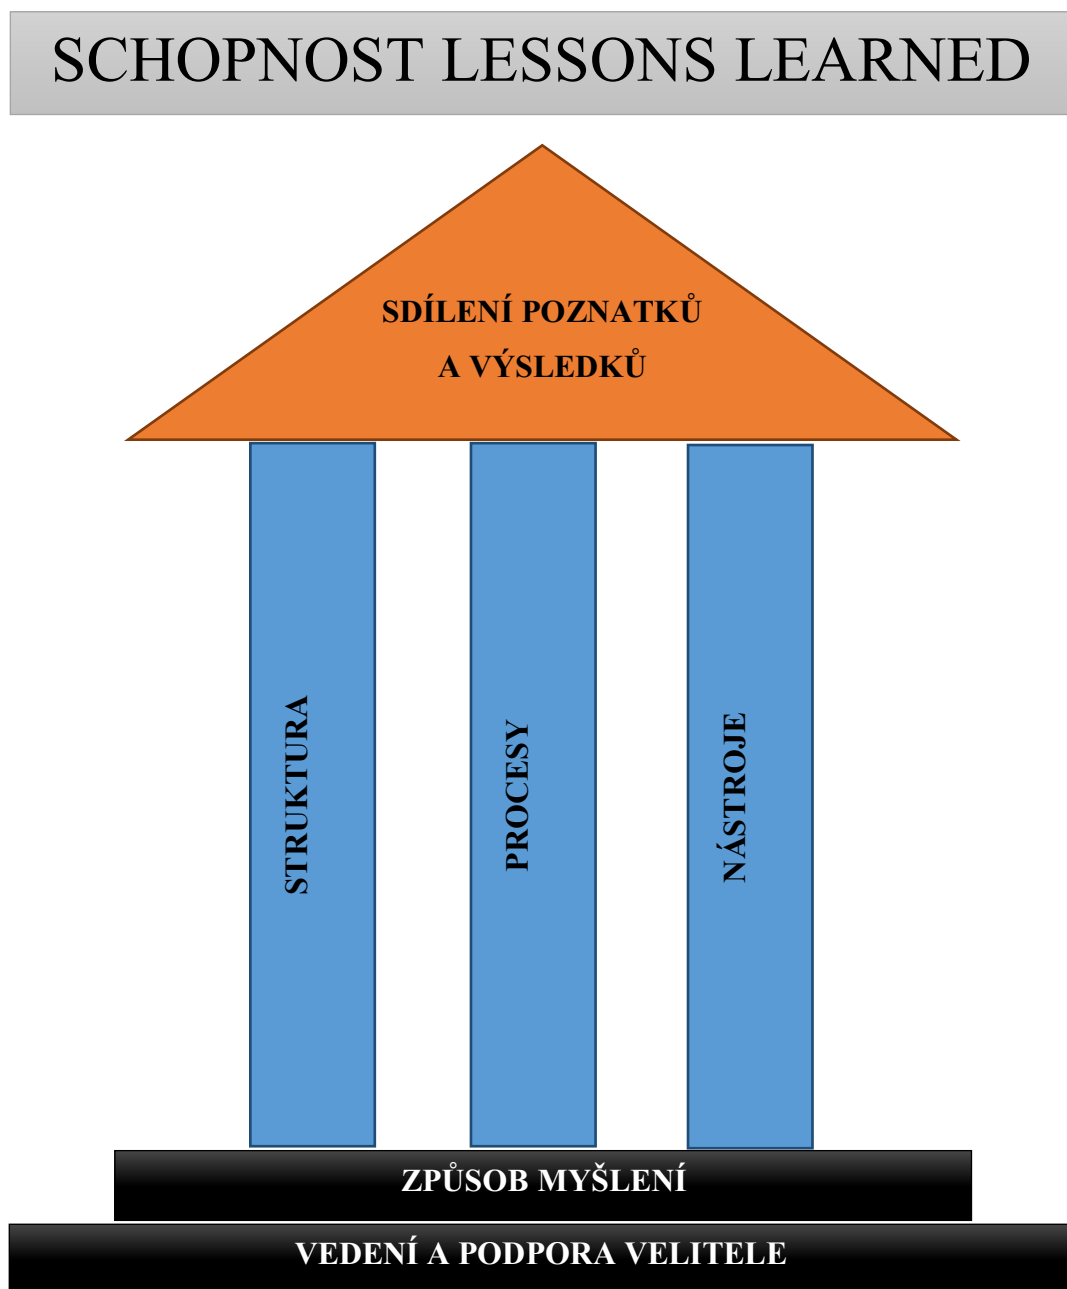 SCHOPNOST LESSONS LEARNED
SDÍLENÍ POZNATKŮ
A VÝSLEDKŮ
STRUKTURA
PROCESY
NÁSTROJE
ZPŮSOB MYŠLENÍ
VEDENÍ A PODPORA VELITELE